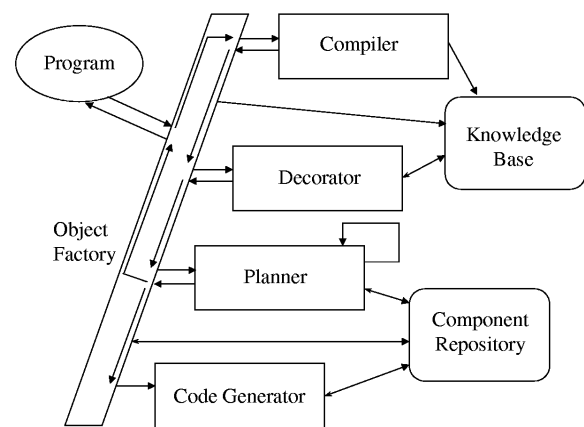 Compiler
Program
Knowledge
Base
Decorator
Object
Factory
Planner
Component
Repository
Code Generator